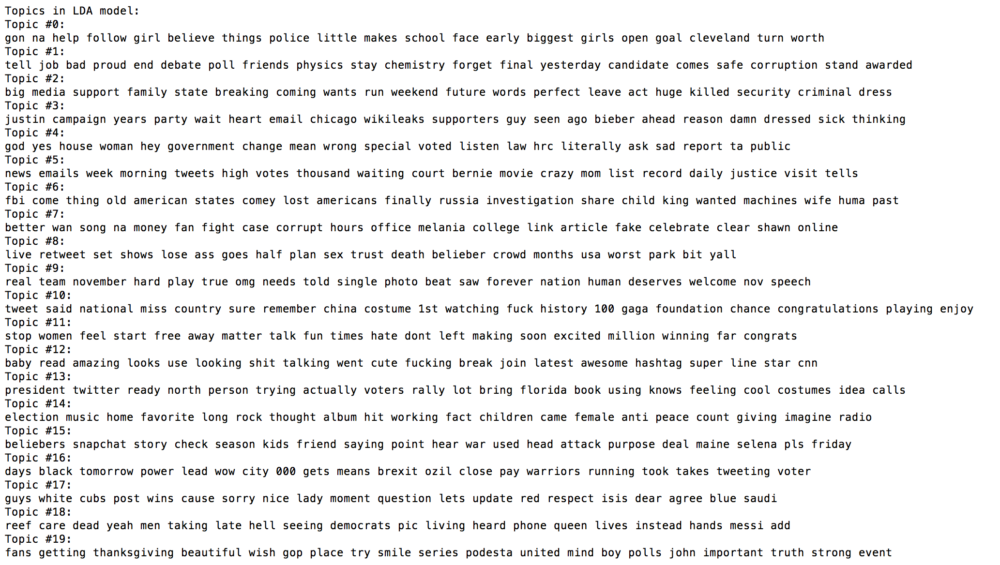 Topics in LDA model:
Topic #0:
gon na help follow girl believe things police little makes school face early biggest girls open goal cleveland turn worth
Topic #1:
tell job bad proud end debate poll friends physics stay chemistry forget final yesterday candidate comes safe corruption stand awarded
Topic #2:
big media support family state breaking coming wants run weekend future words perfect leave act huge killed security criminal dress
Topic #3:
justin campaign years party wait heart email chicago wikileaks supporters guy seen ago bieber ahead reason damn dressed sick thinking
Topic #4:
god yes house woman hey government change mean wrong special voted listen law hrc literally ask sad report ta public
Topic #5:
news emails week morning tweets high votes thousand waiting court bernie movie crazy mom list record daily justice visit tells
Topic #6:
fbi come thing old american states comey lost americans finally russia investigation share child king wanted machines wife huma past
Topic #7:
better wan song na money fan fight case corrupt hours office melania college link article fake celebrate clear shawn online
Topic #8:
live retweet set shows lose ass goes half plan sex trust death belieber crowd months usa worst park bit yall
Topic #9:
real team november hard play true omg needs told single photo beat saw forever nation human deserves welcome nov speech
Topic #10:
tweet said national miss country sure remember china costume 1st watching fuck history 100 gaga foundation chance congratulations playing enjoy
Topic #11:
stop women feel start free away matter talk fun times hate dont left making soon excited million winning far congrats
Topic #12:
baby read amazing looks use looking shit talking went cute fucking break join latest awesome hashtag super line star cnn
Topic #13:
president twitter ready north person trying actually voters rally lot bring florida book using knows feeling cool costumes idea calls
Topic #14:
election music home favorite long rock thought album hit working fact children came female anti peace count giving imagine radio
Topic #15:
beliebers snapchat story check season kids friend saying point hear war used head attack purpose deal maine selena pls friday
Topic #16:
days black tomorrow power lead wow city 000 gets means brexit ozil close pay warriors running took takes tweeting voter
Topic #17:
guys white cubs post wins cause sorry nice lady moment question lets update red respect isis dear agree blue saudi
Topic #18:
reef care dead yeah men taking late hell seeing democrats pic living heard phone queen lives instead hands messi add
Topic #19:
fans getting thanksgiving beautiful wish gop place try smile series podesta united mind boy polls john important truth strong event